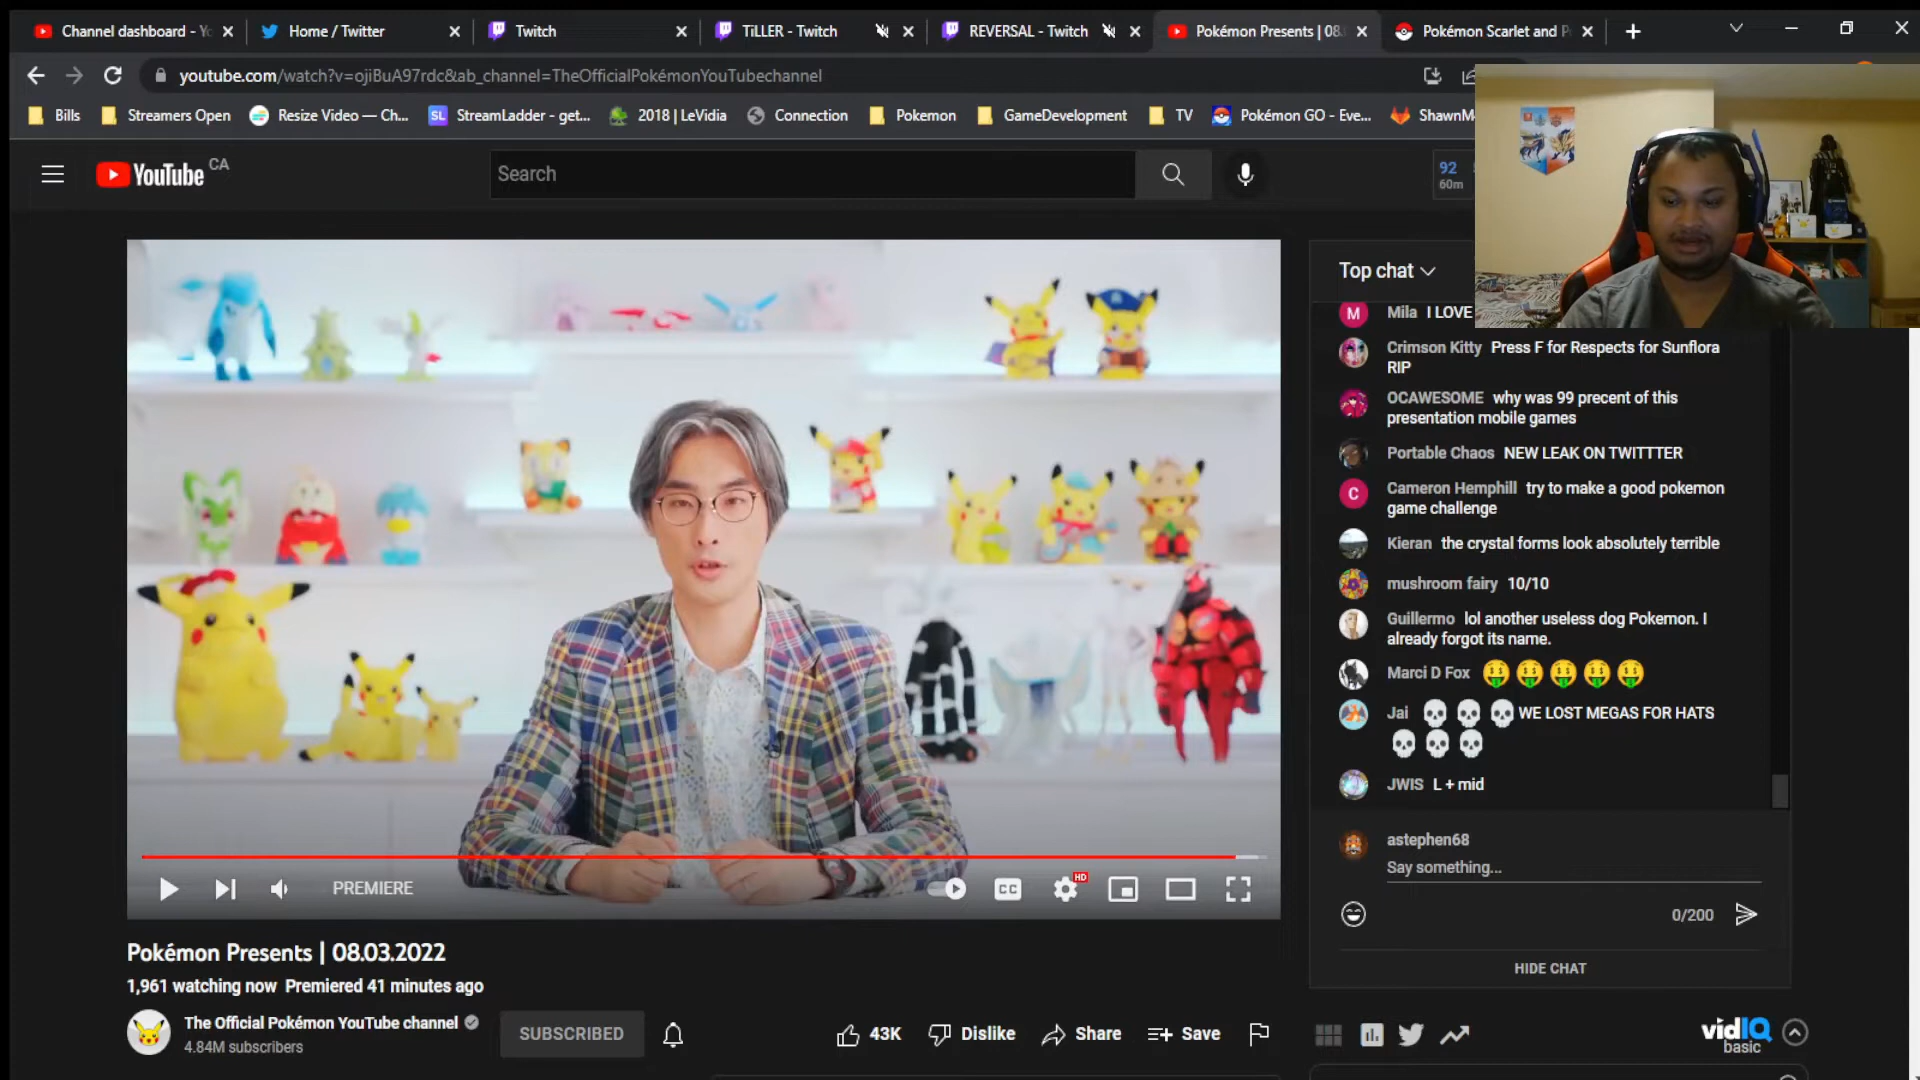 Channel dashboard - Yo
Home / Twitter
Twitch
TiLLER - Twitch
REVERSAL - Twitch
Pokémon Presents | 08.
Pokémon Scarlet and P
youtube.com/watch?v=ojiBuA97rdc&ab_channel=TheOfficialPokémonYouTubechannel
Bills
Streamers Open
Resize Video — Ch...
SL
StreamLadder - get...
2018 | LeVidia
Connection
Pokemon
GameDevelopment
TV
Pokémon GO - Eve...
ShawnM
YouTube CA
Search
92
60m
Top chat
M Mila I LOVE
Crimson Kitty Press F for Respects for Sunflora
RIP
OCAWESOME why was 99 precent of this
presentation mobile games
Portable Chaos NEW LEAK ON TWITTTER
C Cameron Hemphill try to make a good pokemon
game challenge
Kieran the crystal forms look absolutely terrible
mushroom fairy 10/10
Guillermo lol another useless dog Pokemon. I
already forgot its name.
Marci D Fox 🤑🤑🤑🤑🤑
Jai 💀💀💀WE LOST MEGAS FOR HATS
💀💀💀
JWIS L + mid
astephen68
Say something...
0/200
HIDE CHAT
PREMIERE
CC
HD
Pokémon Presents | 08.03.2022
1,961 watching now Premiered 41 minutes ago
The Official Pokémon YouTube channel
4.84M subscribers
SUBSCRIBED
43K
Dislike
Share
Save
vidIQ
basic